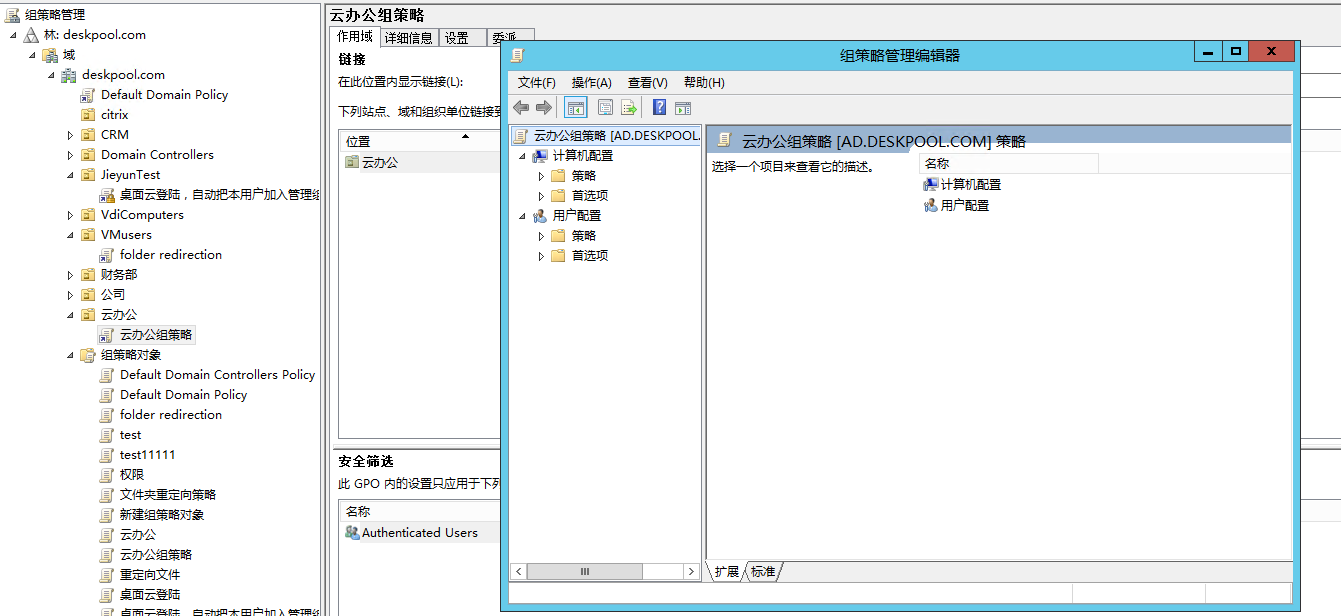 组策略管理
林: deskpool.com
域
deskpool.com
Default Domain Policy
citrix
CRM
Domain Controllers
JieyunTest
桌面云登陆，自动把本用户加入管理组
VdiComputers
VMusers
folder redirection
财务部
公司
云办公
云办公组策略
组策略对象
Default Domain Controllers Policy
Default Domain Policy
folder redirection
test
test11111
权限
文件夹重定向策略
新建组策略对象
云办公
云办公组策略
重定向文件
桌面云登陆
桌面云登陆，自动把本用户加入管理组
云办公组策略
作用域 详细信息 设置 委派
链接
在此位置内显示链接(L):
下列站点、域和组织单位链接到
位置
云办公
安全筛选
此 GPO 内的设置只应用于下列
名称
Authenticated Users
组策略管理编辑器
文件(F) 操作(A) 查看(V) 帮助(H)
云办公组策略 [AD.DESKPOOL.
计算机配置
策略
首选项
用户配置
策略
首选项
云办公组策略 [AD.DESKPOOL.COM] 策略
选择一个项目来查看它的描述。
名称
计算机配置
用户配置
扩展 标准